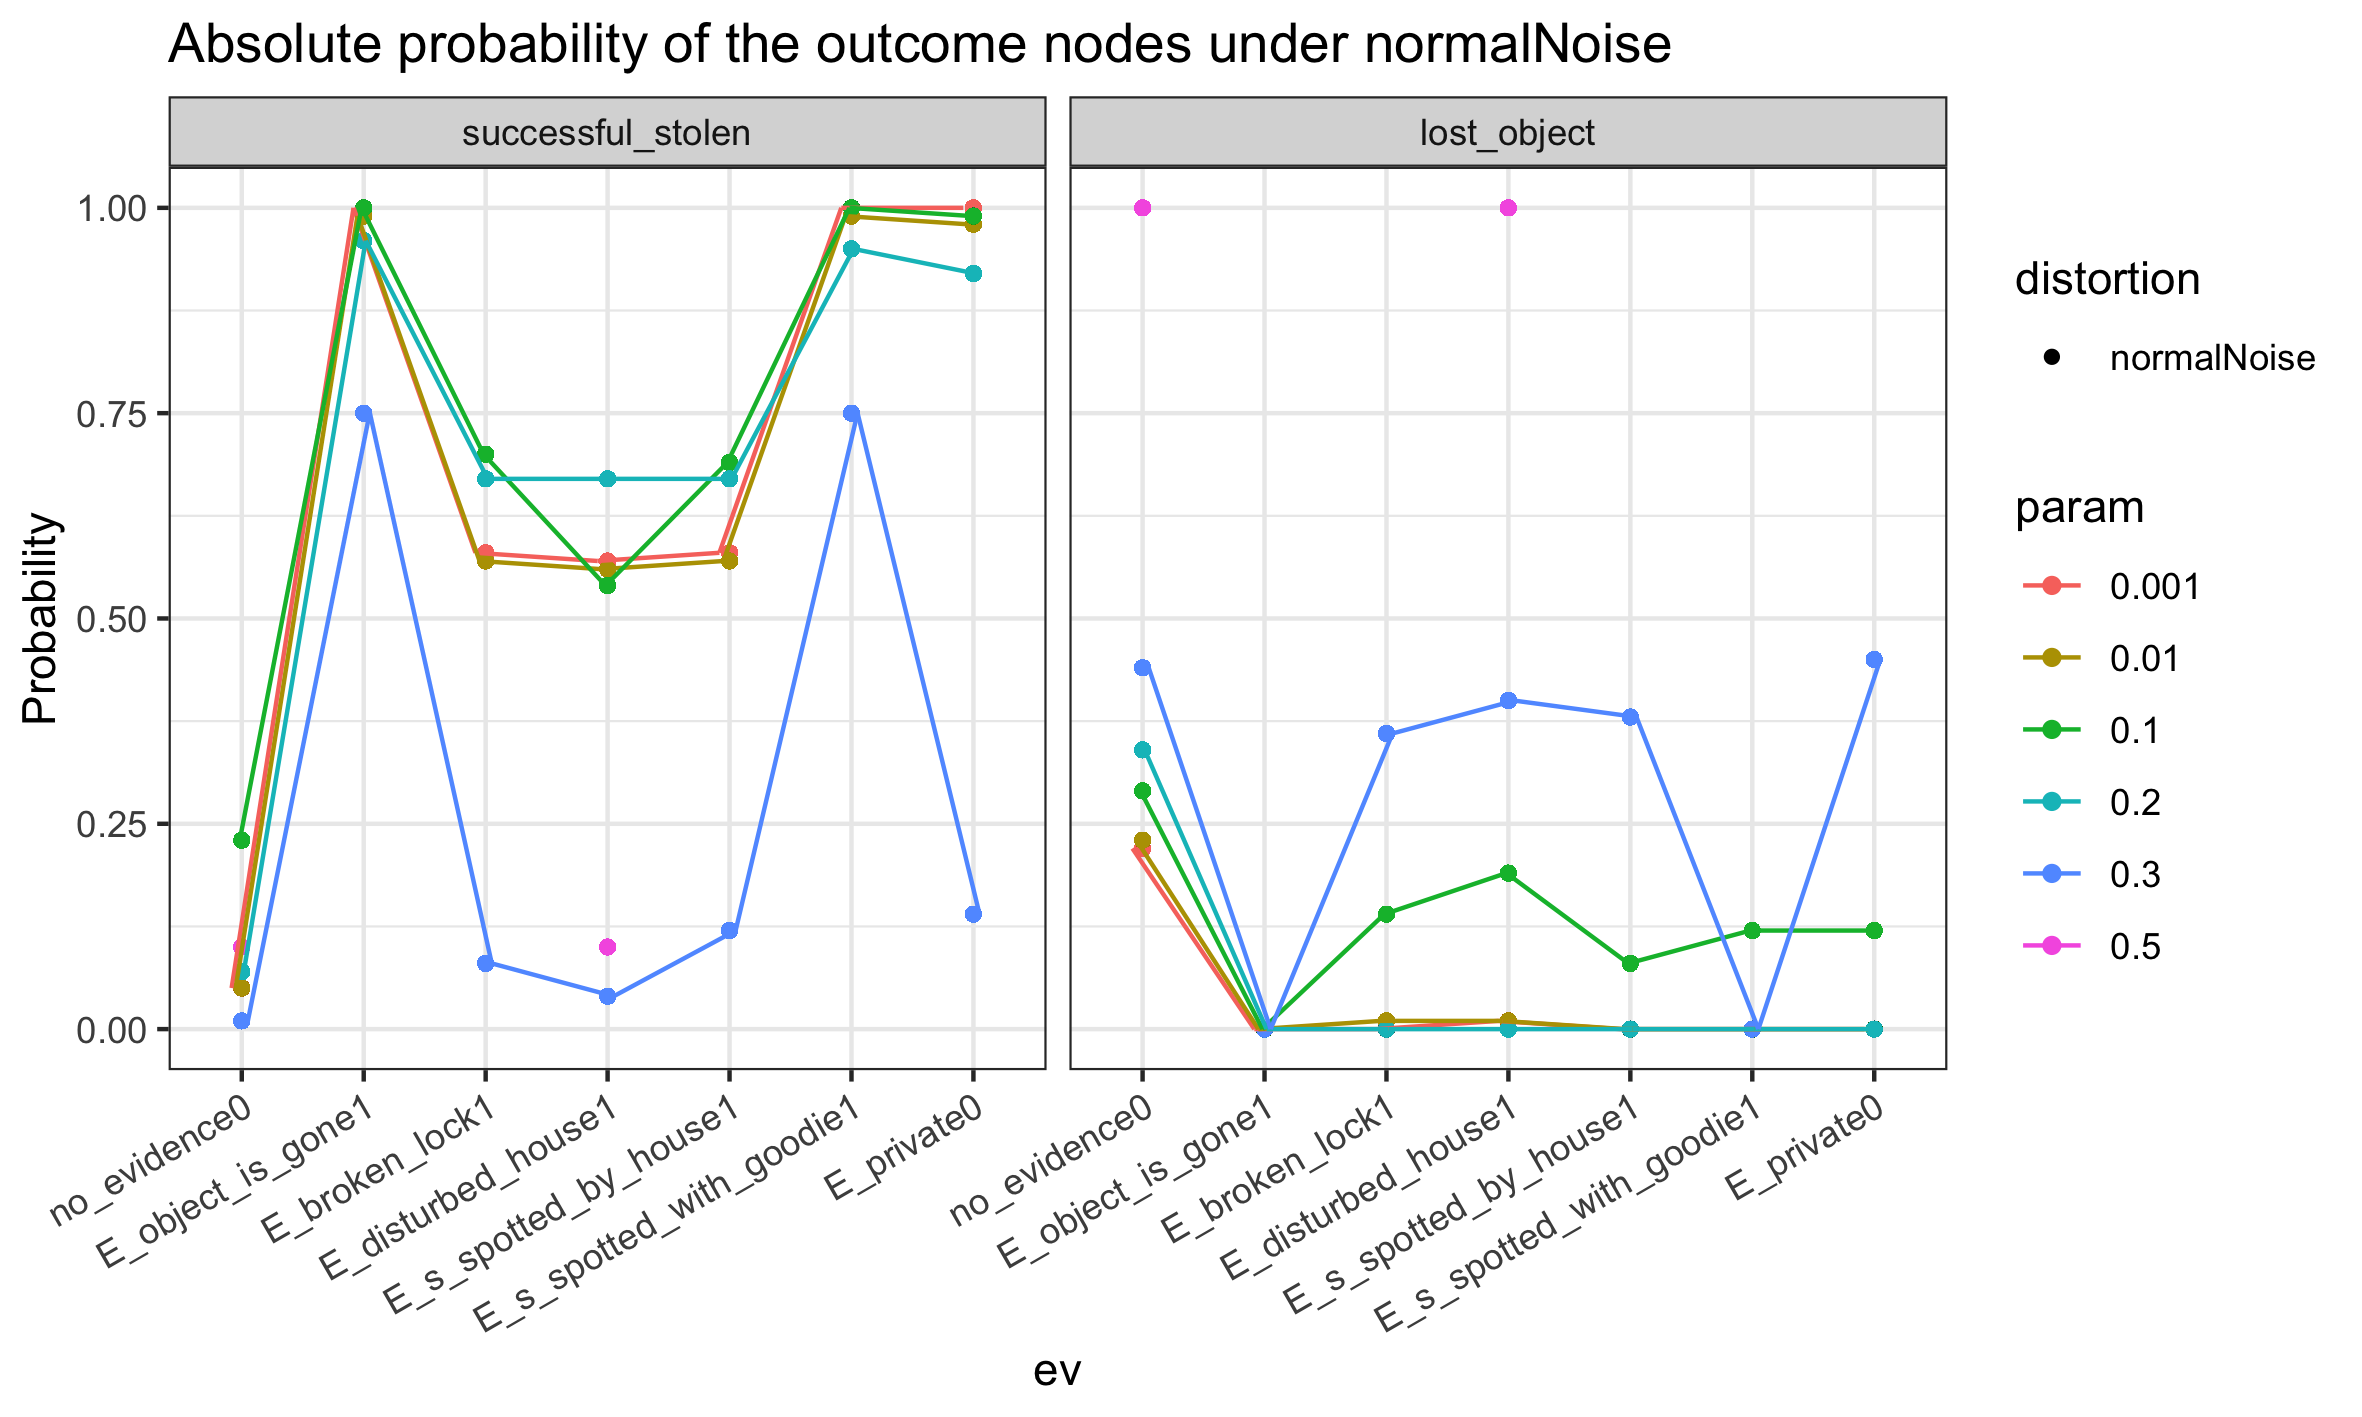 Absolute probability of the outcome nodes under normalNoise
successful_stolen
lost_object
Probability
1.00
0.75
0.50
0.25
0.00
no_evidence0
E_object_is_gone1
E_broken_lock1
E_disturbed_house1
E_s_spotted_by_house1
E_s_spotted_with_goodie1
E_private0
no_evidence0
E_object_is_gone1
E_broken_lock1
E_disturbed_house1
E_s_spotted_by_house1
E_s_spotted_with_goodie1
E_private0
ev
distortion
normalNoise
param
0.001
0.01
0.1
0.2
0.3
0.5